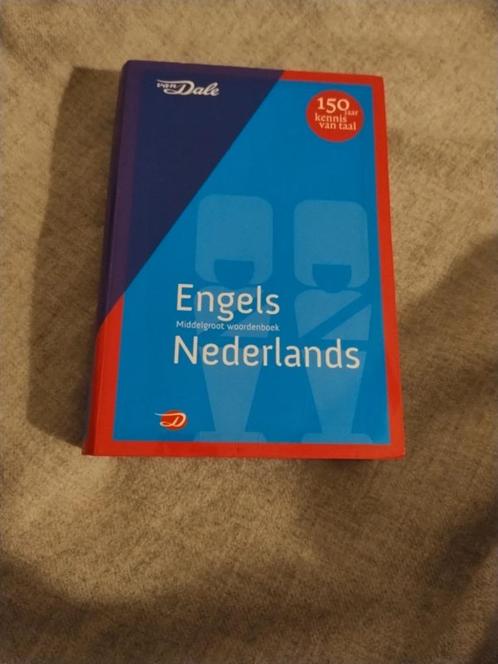 van Dale
150
jaar
kennis
van taal
Engels
Middelgroot woordenboek
Nederlands
D